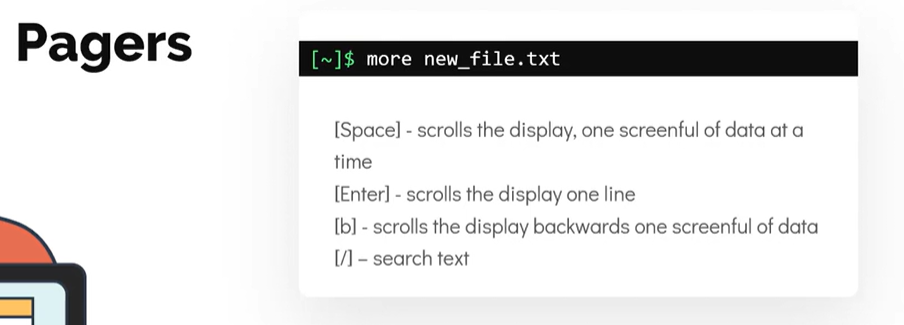 Pagers
[~]$ more new_file.txt
[Space] - scrolls the display, one screenful of data at a
time
[Enter] - scrolls the display one line
[b] - scrolls the display backwards one screenful of data
[/] – search text